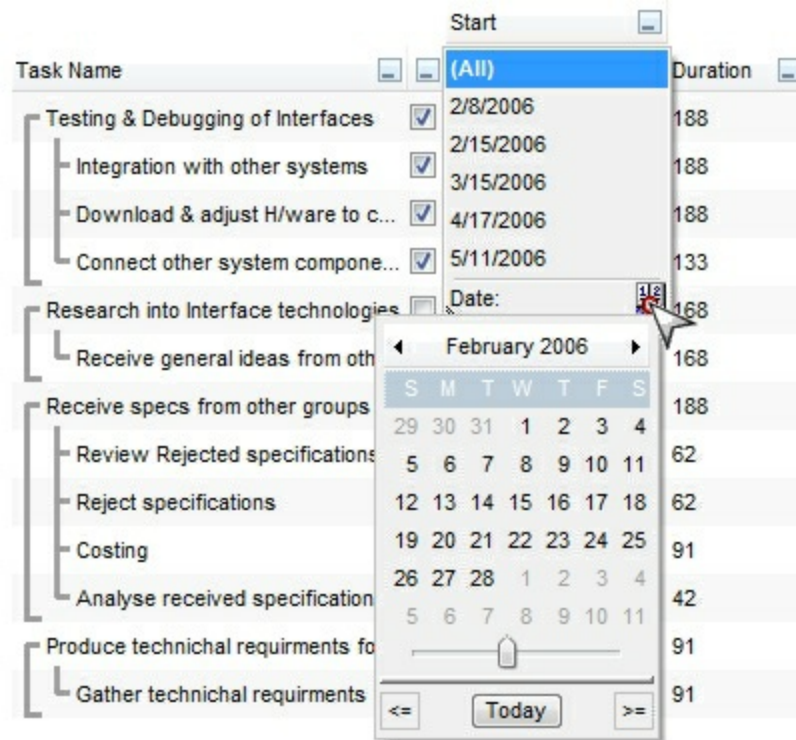 Start
Task Name
(All)
Duration
Testing & Debugging of Interfaces
2/8/2006
188
2/15/2006
Integration with other systems
188
3/15/2006
Download & adjust H/ware to c...
188
4/17/2006
Connect other system compone...
5/11/2006
133
Date:
Research into Interface technologies
168
February 2006
Receive general ideas from oth
168
S M T W T F S
Receive specs from other groups
188
29 30 31 1 2 3 4
Review Rejected specifications
5 6 7 8 9 10 11
62
Reject specifications
12 13 14 15 16 17 18
62
Costing
19 20 21 22 23 24 25
91
26 27 28 1 2 3 4
Analyse received specification
42
5 6 7 8 9 10 11
Produce technichal requirments fo
91
Gather technichal requirments
91
<= Today >=